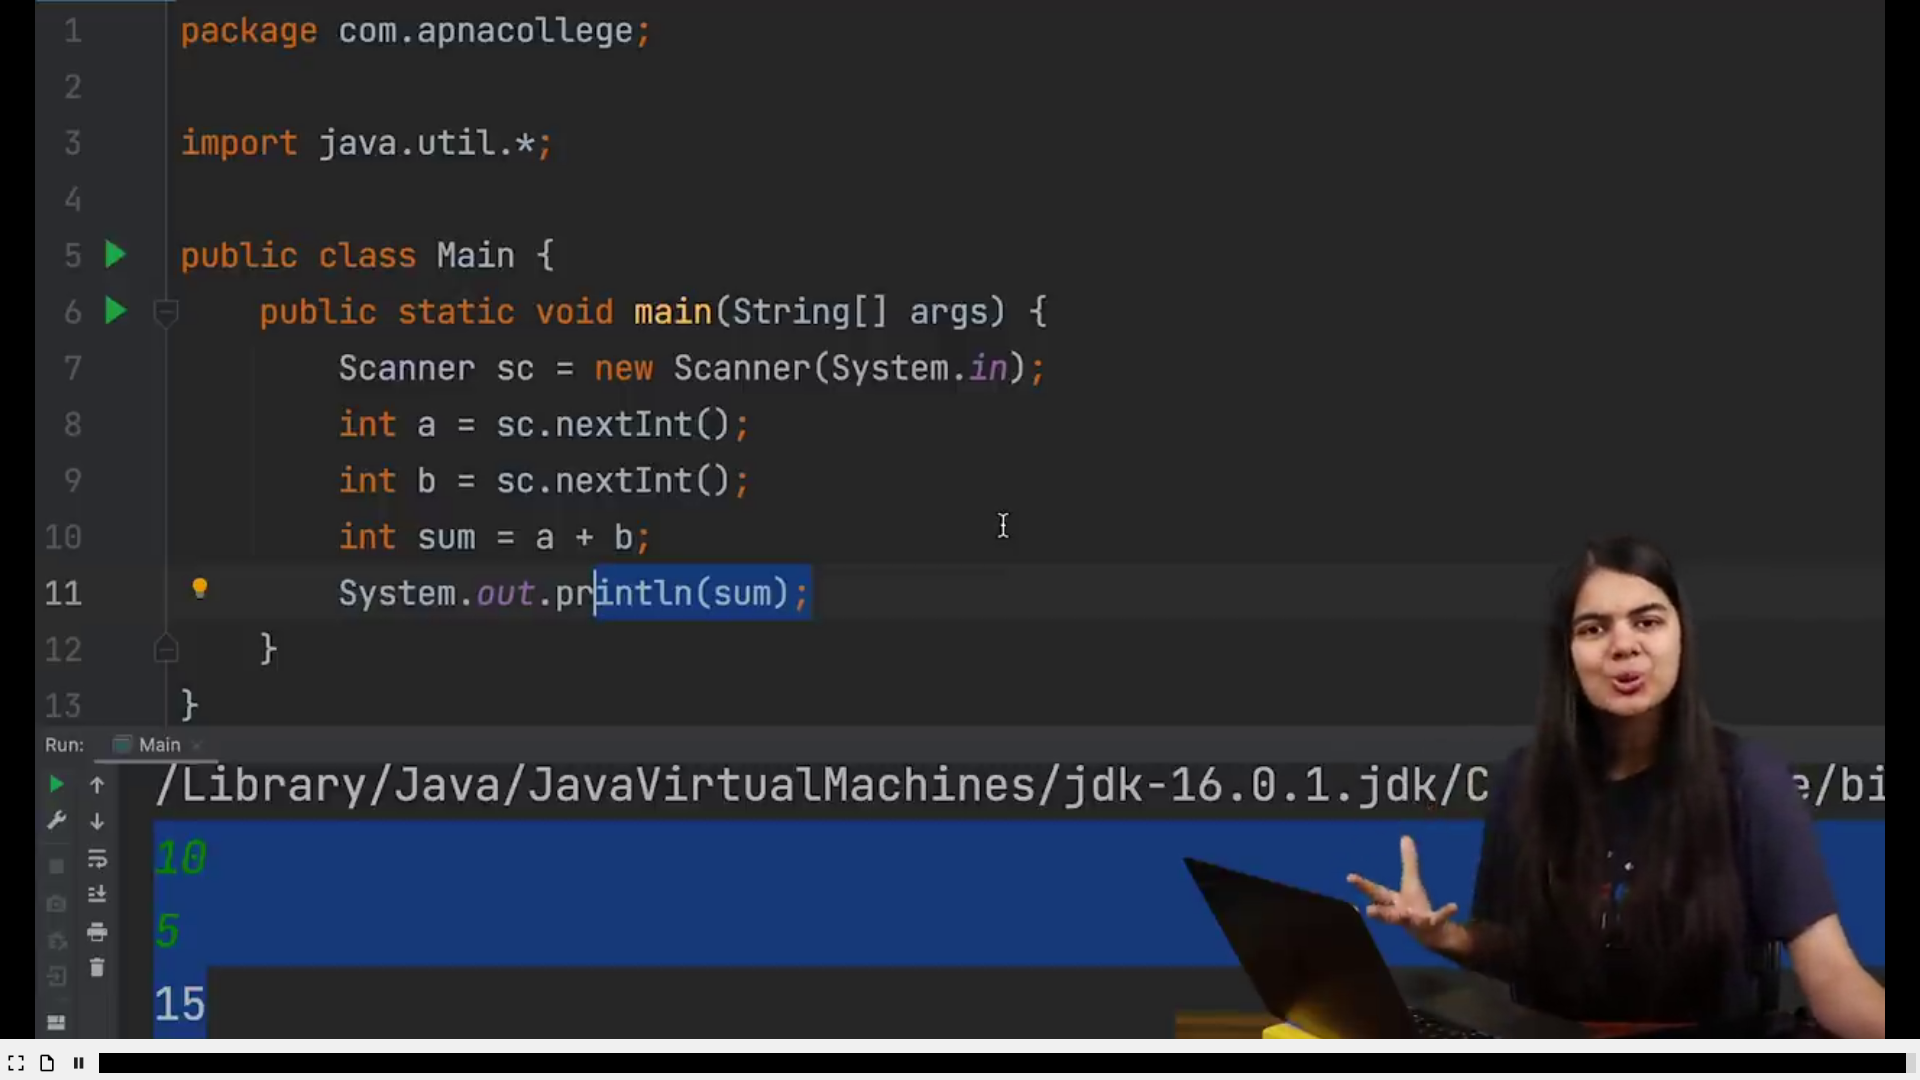 1 package com.apnacollege;
2
3 import java.util.*;
4
5 public class Main {
6 public static void main(String[] args) {
7 Scanner sc = new Scanner(System.in);
8 int a = sc.nextInt();
9 int b = sc.nextInt();
10 int sum = a + b;
11 System.out.println(sum);
12 }
13 }
Run: Main
/Library/Java/JavaVirtualMachines/jdk-16.0.1.jdk/C e/bi
10
5
15